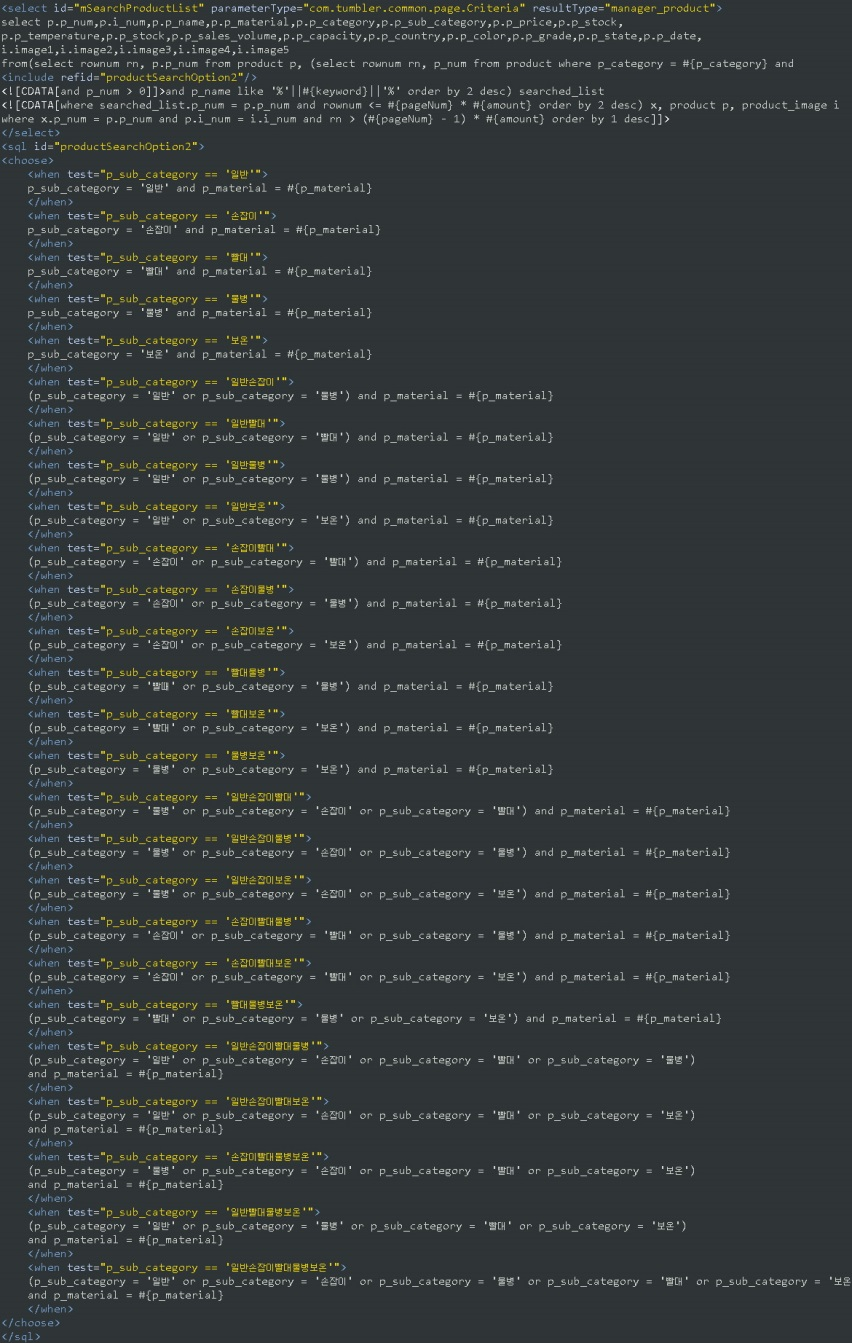 <select id="mSearchProductList" parameterType="com.tumbler.common.page.Criteria" resultType="manager_product">
select p.p_num,p.i_num,p.p_name,p.p_material,p.p_category,p.p_sub_category,p.p_price,p.p_stock,
p.p_temperature,p.p_stock,p.p_sales_volume,p.p_capacity,p.p_country,p.p_color,p.p_grade,p.p_state,p.p_date,
i.image1,i.image2,i.image3,i.image4,i.image5
from(select rownum rn, p.p_num from product p, (select rownum rn, p_num from product where p_category = #{p_category} and
<include refid="productSearchOption2"/>
<![CDATA[and p_num > 0]]>and p_name like '%'||#{keyword}||'%' order by 2 desc) searched_list
<![CDATA[where searched_list.p_num = p.p_num and rownum <= #{pageNum} * #{amount} order by 2 desc) x, product p, product_image i
where x.p_num = p.p_num and p.i_num = i.i_num and rn > (#{pageNum} - 1) * #{amount} order by 1 desc]]>
</select>
<sql id="productSearchOption2">
<choose>
<when test="p_sub_category == '일반'">
p_sub_category = '일반' and p_material = #{p_material}
</when>
<when test="p_sub_category == '손잡이'">
p_sub_category = '손잡이' and p_material = #{p_material}
</when>
<when test="p_sub_category == '빨대'">
p_sub_category = '빨대' and p_material = #{p_material}
</when>
<when test="p_sub_category == '물병'">
p_sub_category = '물병' and p_material = #{p_material}
</when>
<when test="p_sub_category == '보온'">
p_sub_category = '보온' and p_material = #{p_material}
</when>
<when test="p_sub_category == '일반손잡이'">
(p_sub_category = '일반' or p_sub_category = '물병') and p_material = #{p_material}
</when>
<when test="p_sub_category == '일반빨대'">
(p_sub_category = '일반' or p_sub_category = '빨대') and p_material = #{p_material}
</when>
<when test="p_sub_category == '일반물병'">
(p_sub_category = '일반' or p_sub_category = '물병') and p_material = #{p_material}
</when>
<when test="p_sub_category == '일반보온'">
(p_sub_category = '일반' or p_sub_category = '보온') and p_material = #{p_material}
</when>
<when test="p_sub_category == '손잡이빨대'">
(p_sub_category = '손잡이' or p_sub_category = '빨대') and p_material = #{p_material}
</when>
<when test="p_sub_category == '손잡이물병'">
(p_sub_category = '손잡이' or p_sub_category = '물병') and p_material = #{p_material}
</when>
<when test="p_sub_category == '손잡이보온'">
(p_sub_category = '손잡이' or p_sub_category = '보온') and p_material = #{p_material}
</when>
<when test="p_sub_category == '빨대물병'">
(p_sub_category = '빨때' or p_sub_category = '물병') and p_material = #{p_material}
</when>
<when test="p_sub_category == '빨대보온'">
(p_sub_category = '빨대' or p_sub_category = '보온') and p_material = #{p_material}
</when>
<when test="p_sub_category == '물병보온'">
(p_sub_category = '물병' or p_sub_category = '보온') and p_material = #{p_material}
</when>
<when test="p_sub_category == '일반손잡이빨대'">
(p_sub_category = '물병' or p_sub_category = '손잡이' or p_sub_category = '빨대') and p_material = #{p_material}
</when>
<when test="p_sub_category == '일반손잡이물병'">
(p_sub_category = '물병' or p_sub_category = '손잡이' or p_sub_category = '물병') and p_material = #{p_material}
</when>
<when test="p_sub_category == '일반손잡이보온'">
(p_sub_category = '물병' or p_sub_category = '손잡이' or p_sub_category = '보온') and p_material = #{p_material}
</when>
<when test="p_sub_category == '손잡이빨대물병'">
(p_sub_category = '손잡이' or p_sub_category = '빨대' or p_sub_category = '물병') and p_material = #{p_material}
</when>
<when test="p_sub_category == '손잡이빨대보온'">
(p_sub_category = '손잡이' or p_sub_category = '빨대' or p_sub_category = '보온') and p_material = #{p_material}
</when>
<when test="p_sub_category == '빨대물병보온'">
(p_sub_category = '빨대' or p_sub_category = '물병' or p_sub_category = '보온') and p_material = #{p_material}
</when>
<when test="p_sub_category == '일반손잡이빨대물병'">
(p_sub_category = '일반' or p_sub_category = '손잡이' or p_sub_category = '빨대' or p_sub_category = '물병')
and p_material = #{p_material}
</when>
<when test="p_sub_category == '일반손잡이빨대보온'">
(p_sub_category = '일반' or p_sub_category = '손잡이' or p_sub_category = '빨대' or p_sub_category = '보온')
and p_material = #{p_material}
</when>
<when test="p_sub_category == '손잡이빨대물병보온'">
(p_sub_category = '물병' or p_sub_category = '손잡이' or p_sub_category = '빨대' or p_sub_category = '보온')
and p_material = #{p_material}
</when>
<when test="p_sub_category == '일반빨대물병보온'">
(p_sub_category = '일반' or p_sub_category = '물병' or p_sub_category = '빨대' or p_sub_category = '보온')
and p_material = #{p_material}
</when>
<when test="p_sub_category == '일반손잡이빨대물병보온'">
(p_sub_category = '일반' or p_sub_category = '손잡이' or p_sub_category = '물병' or p_sub_category = '빨대' or p_sub_category = '보온
and p_material = #{p_material}
</when>
</choose>
</sql>